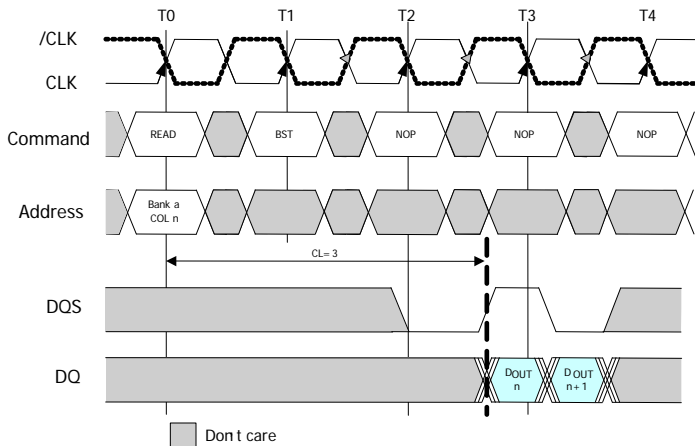 T0 T1 T2 T3 T4
/CLK
CLK
Command READ BST NOP NOP NOP
Address Bank a
COL n
CL= 3
DQS
DQ DOUT DOUT
n n+ 1
Don't care